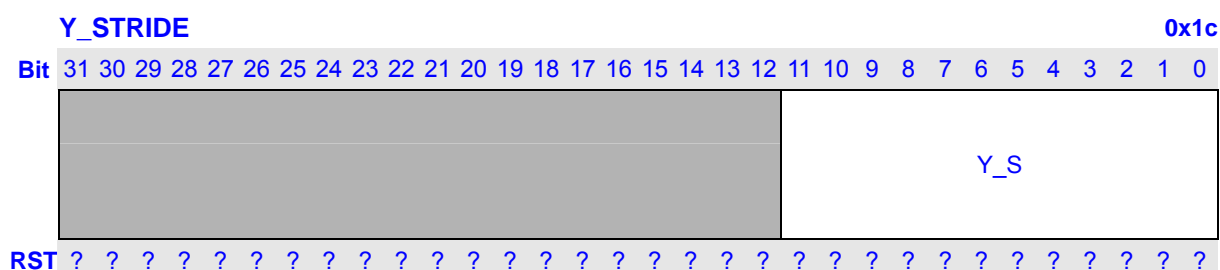 Y_STRIDE 0x1c
Bit 31 30 29 28 27 26 25 24 23 22 21 20 19 18 17 16 15 14 13 12 11 10 9 8 7 6 5 4 3 2 1 0
Y_S
RST ? ? ? ? ? ? ? ? ? ? ? ? ? ? ? ? ? ? ? ? ? ? ? ? ? ? ? ? ? ? ? ?